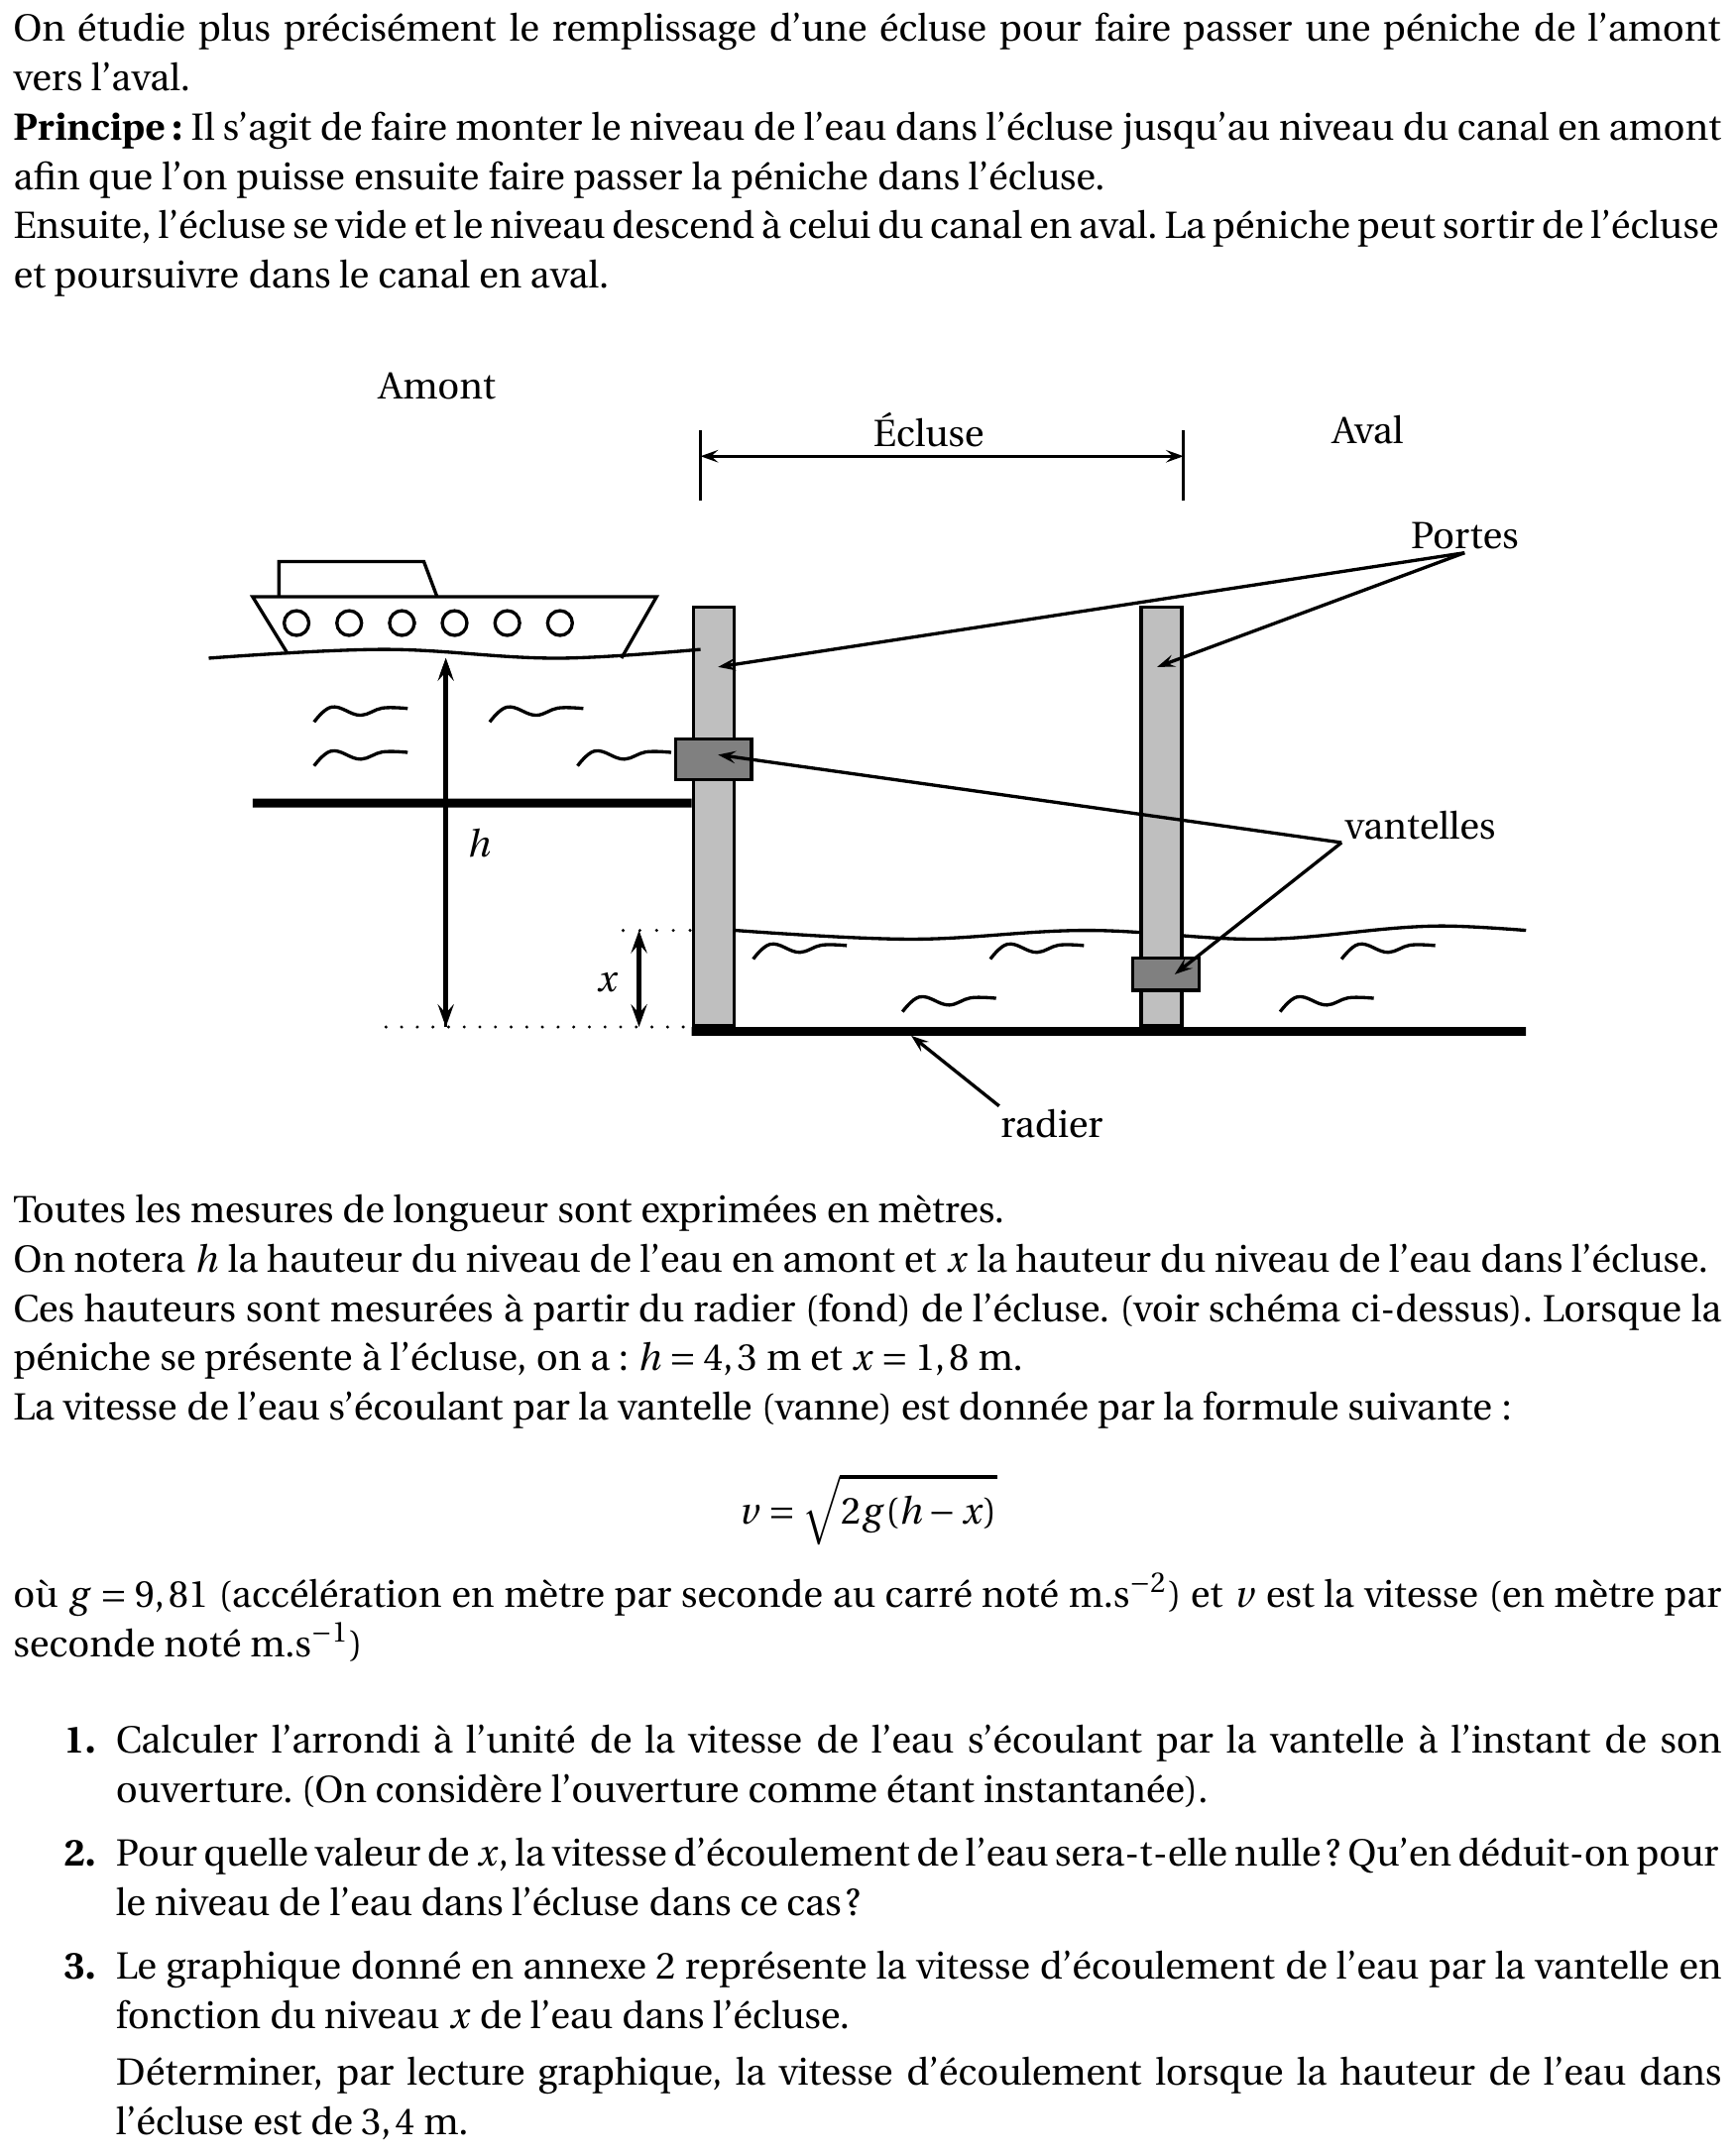 On étudie plus précisément le remplissage d’une écluse pour faire passer une péniche de l’amont
vers l’aval.
Principe : Il s’agit de faire monter le niveau de l’eau dans l’écluse jusqu’au niveau du canal en amont
afin que l’on puisse ensuite faire passer la péniche dans l’écluse.
Ensuite, l’écluse se vide et le niveau descend à celui du canal en aval. La péniche peut sortir de l’écluse
et poursuivre dans le canal en aval.
Amont
Écluse
Aval
Portes
h
vantelles
x
radier
Toutes les mesures de longueur sont exprimées en mètres.
On notera h la hauteur du niveau de l’eau en amont et x la hauteur du niveau de l’eau dans l’écluse.
Ces hauteurs sont mesurées à partir du radier (fond) de l’écluse. (voir schéma ci-dessus). Lorsque la
péniche se présente à l’écluse, on a : h = 4,3 m et x = 1,8 m.
La vitesse de l’eau s’écoulant par la vantelle (vanne) est donnée par la formule suivante :
v = √2g(h − x)
où g = 9,81 (accélération en mètre par seconde au carré noté m.s⁻²) et v est la vitesse (en mètre par
seconde noté m.s⁻¹)
1. Calculer l’arrondi à l’unité de la vitesse de l’eau s’écoulant par la vantelle à l’instant de son
ouverture. (On considère l’ouverture comme étant instantanée).
2. Pour quelle valeur de x, la vitesse d’écoulement de l’eau sera-t-elle nulle ? Qu’en déduit-on pour
le niveau de l’eau dans l’écluse dans ce cas ?
3. Le graphique donné en annexe 2 représente la vitesse d’écoulement de l’eau par la vantelle en
fonction du niveau x de l’eau dans l’écluse.
Déterminer, par lecture graphique, la vitesse d’écoulement lorsque la hauteur de l’eau dans
l’écluse est de 3,4 m.